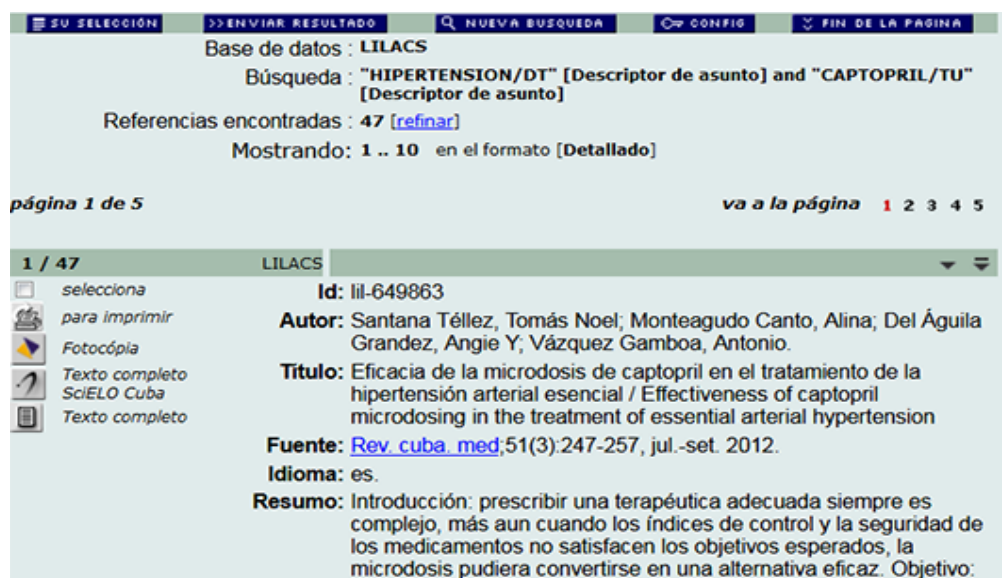 SU SELECCIÓN >>ENVIAR RESULTADO NUEVA BUSQUEDA CONFIG FIN DE LA PAGINA
Base de datos : LILACS
Búsqueda : "HIPERTENSION/DT" [Descriptor de asunto] and "CAPTOPRIL/TU"
[Descriptor de asunto]
Referencias encontradas : 47 [refinar]
Mostrando: 1 .. 10 en el formato [Detallado]
página 1 de 5 va a la página 1 2 3 4 5
1 / 47 LILACS
selecciona
para imprimir
Fotocópia
Texto completo
SciELO Cuba
Texto completo
Id: lil-649863
Autor: Santana Téllez, Tomás Noel; Monteagudo Canto, Alina; Del Águila
Grandez, Angie Y; Vázquez Gamboa, Antonio.
Título: Eficacia de la microdosis de captopril en el tratamiento de la
hipertensión arterial esencial / Effectiveness of captopril
microdosing in the treatment of essential arterial hypertension
Fuente: Rev. cuba. med;51(3):247-257, jul.-set. 2012.
Idioma: es.
Resumo: Introducción: prescribir una terapéutica adecuada siempre es
complejo, más aun cuando los índices de control y la seguridad de
los medicamentos no satisfacen los objetivos esperados, la
microdosis pudiera convertirse en una alternativa eficaz. Objetivo: